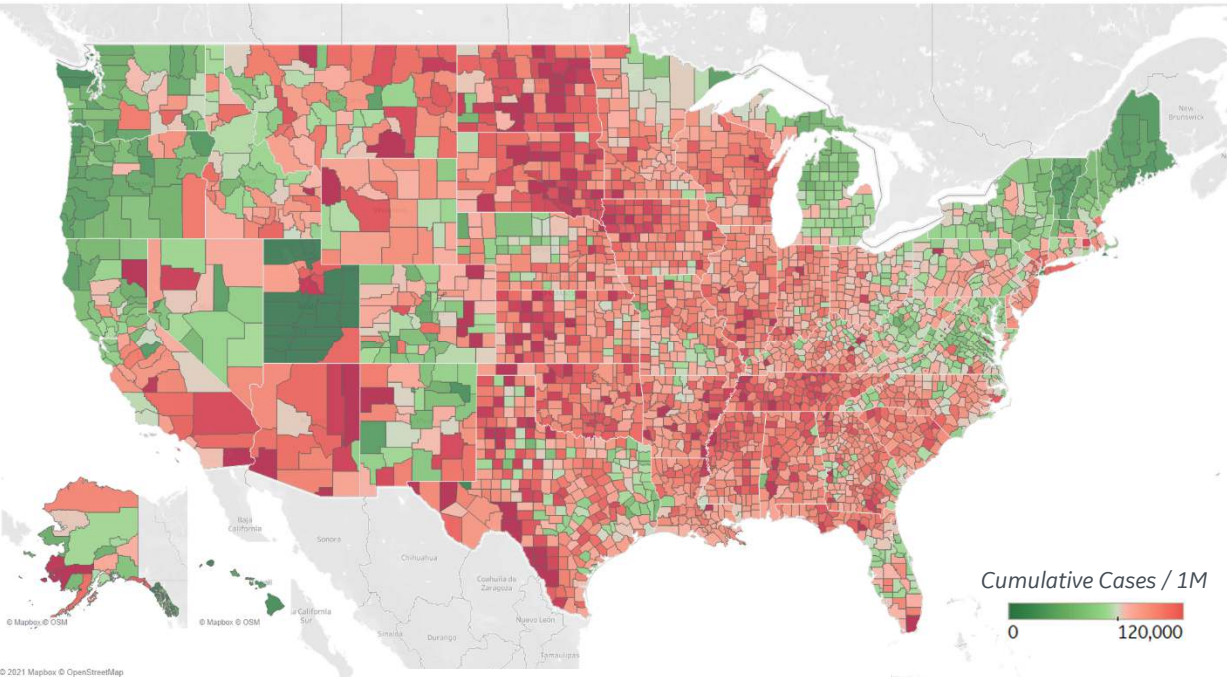 New
Brunswick
Baja
California
Sonora
Chihuahua
Coahuila de
Zaragoza
Cumulative Cases / 1M
0
120,000
a California
Sur
Sinaloa
Durango
Nuevo León
Tamaulipas
© Mapbox © OSM
© Mapbox © OSM
© 2021 Mapbox © OpenStreetMap